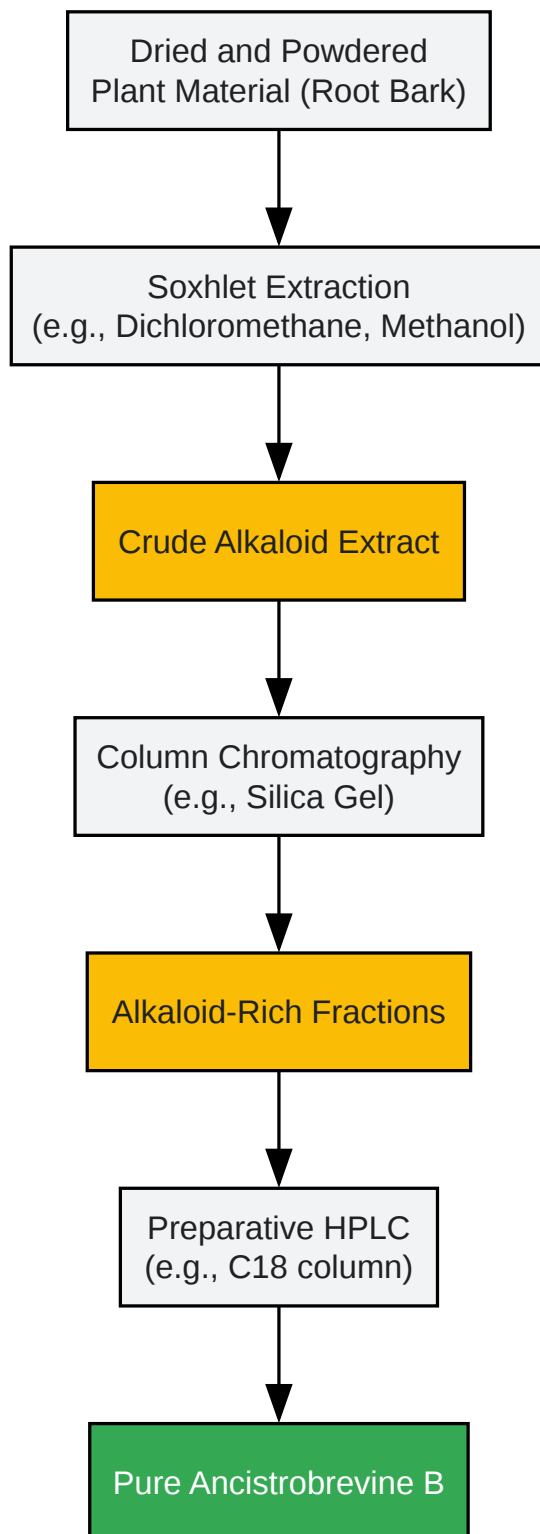 Dried and Powdered
Plant Material (Root Bark)
Soxhlet Extraction
(e.g., Dichloromethane, Methanol)
Crude Alkaloid Extract
Column Chromatography
(e.g., Silica Gel)
Alkaloid-Rich Fractions
Preparative HPLC
(e.g., C18 column)
Pure Ancistrobrevine B